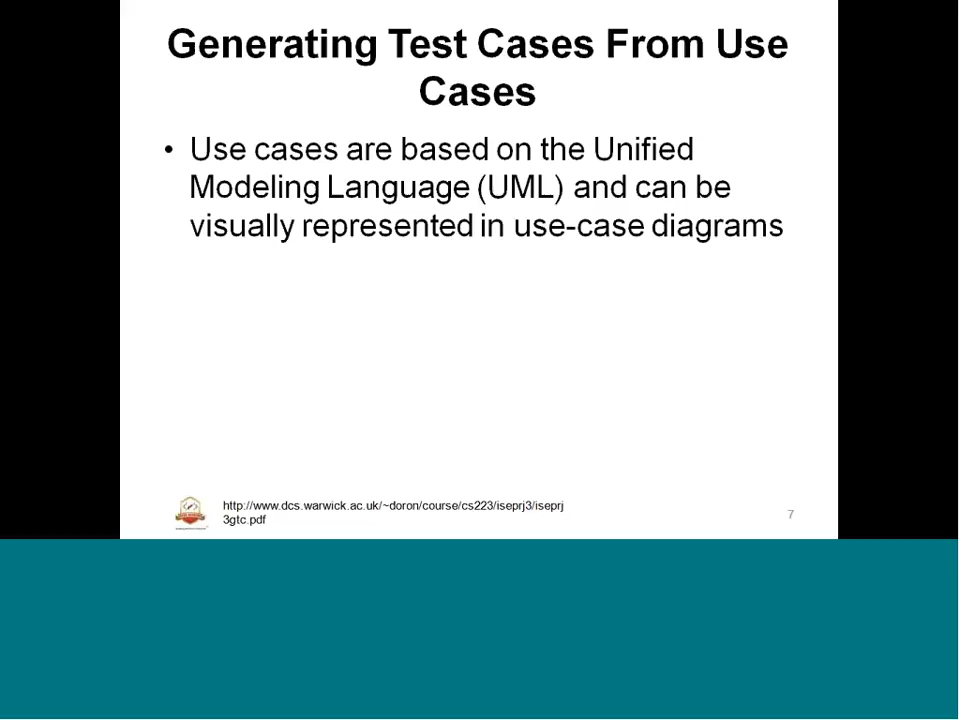 Generating Test Cases From Use
Cases
• Use cases are based on the Unified
Modeling Language (UML) and can be
visually represented in use-case diagrams
http://www.dcs.warwick.ac.uk/~doron/course/cs223/iseprj3/iseprj
3gtc.pdf
7